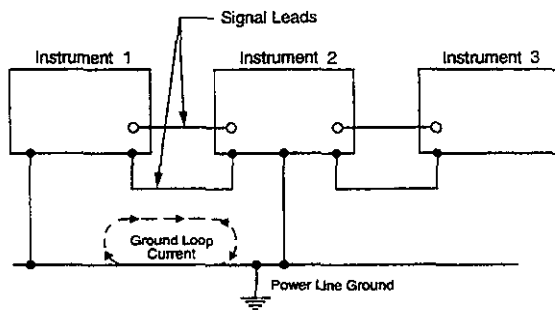 Signal Leads
Instrument 1
Instrument 2
Instrument 3
Ground Loop
Current
Power Line Ground